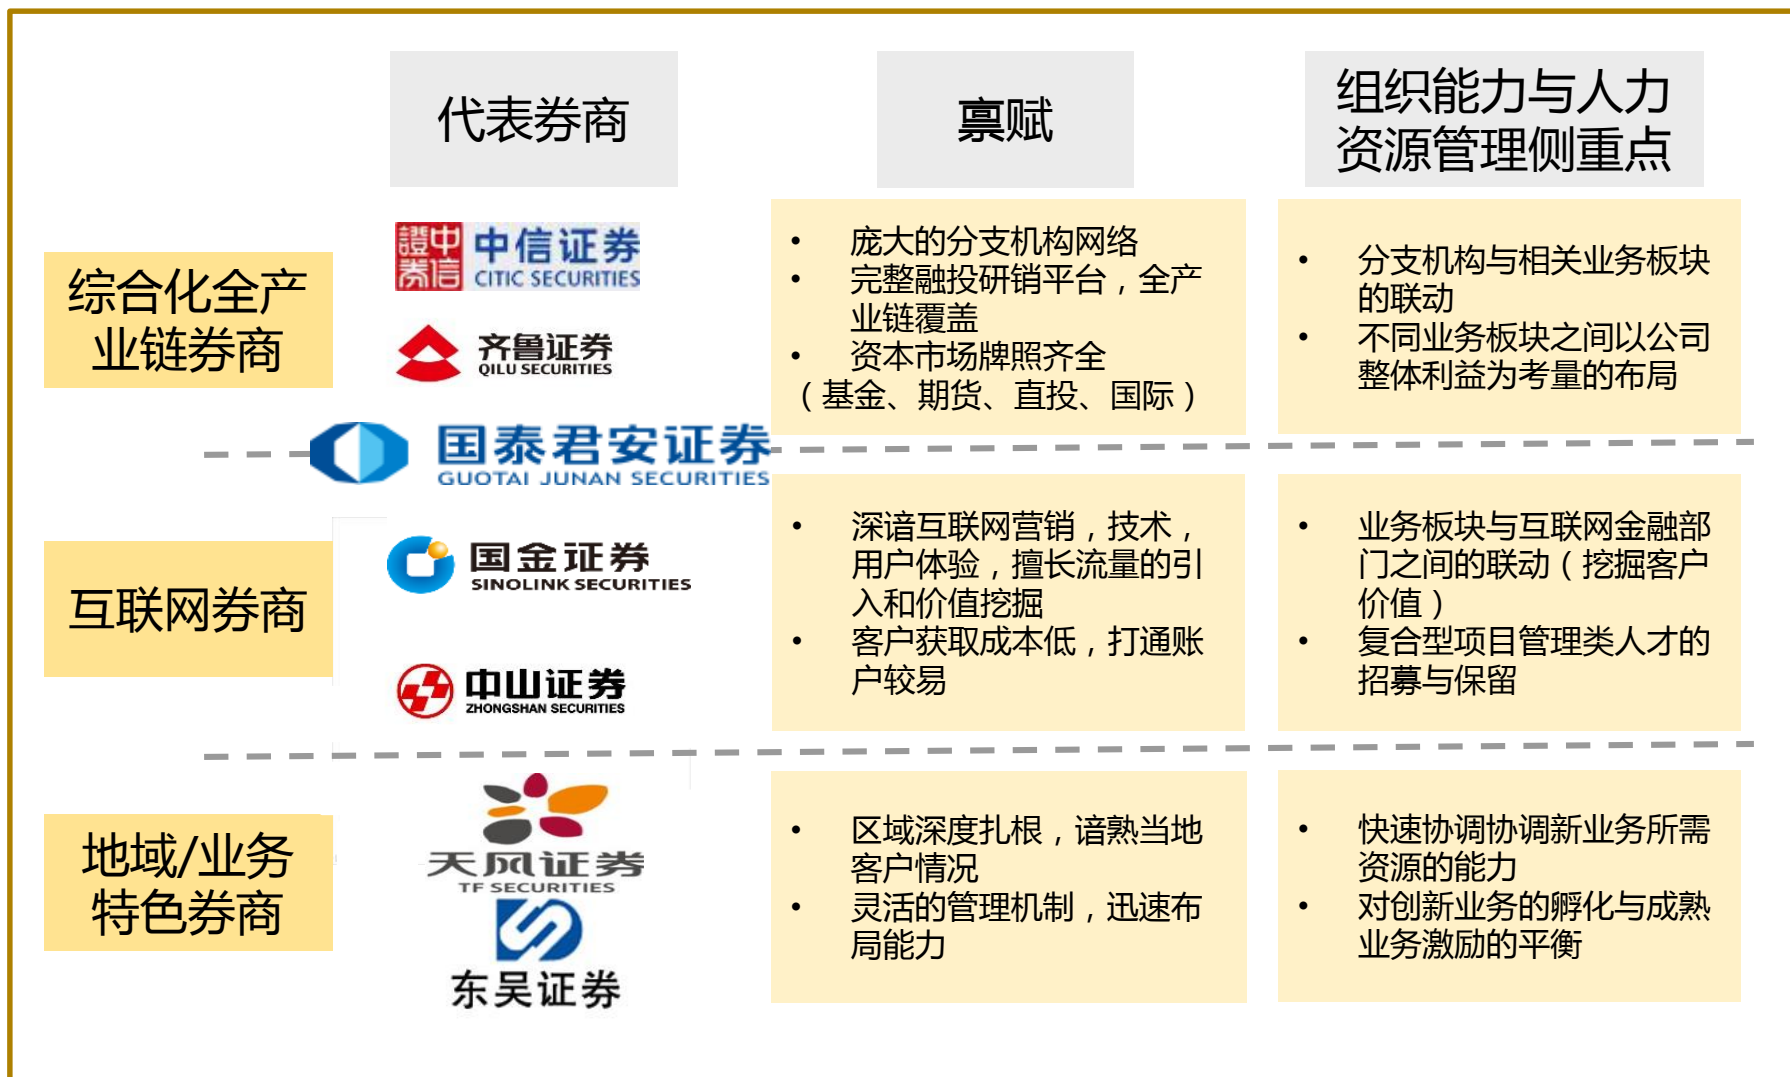 代表券商
禀赋
组织能力与人力
资源管理侧重点
综合化全产
业链券商
證中
券信
中信证券
CITIC SECURITIES
齐鲁证券
QILU SECURITIES
• 庞大的分支机构网络
• 完整融投研销平台，全产
业链覆盖
• 资本市场牌照齐全
（基金、期货、直投、国际）
• 分支机构与相关业务板块
的联动
• 不同业务板块之间以公司
整体利益为考量的布局
国泰君安证券
GUOTAI JUNAN SECURITIES
互联网券商
国金证券
SINOLINK SECURITIES
中山证券
ZHONGSHAN SECURITIES
• 深谙互联网营销，技术，
用户体验，擅长流量的引
入和价值挖掘
• 客户获取成本低，打通账
户较易
• 业务板块与互联网金融部
门之间的联动（挖掘客户
价值）
• 复合型项目管理类人才的
招募与保留
地域/业务
特色券商
天风证券
TF SECURITIES
东吴证券
• 区域深度扎根，谙熟当地
客户情况
• 灵活的管理机制，迅速布
局能力
• 快速协调协调新业务所需
资源的能力
• 对创新业务的孵化与成熟
业务激励的平衡